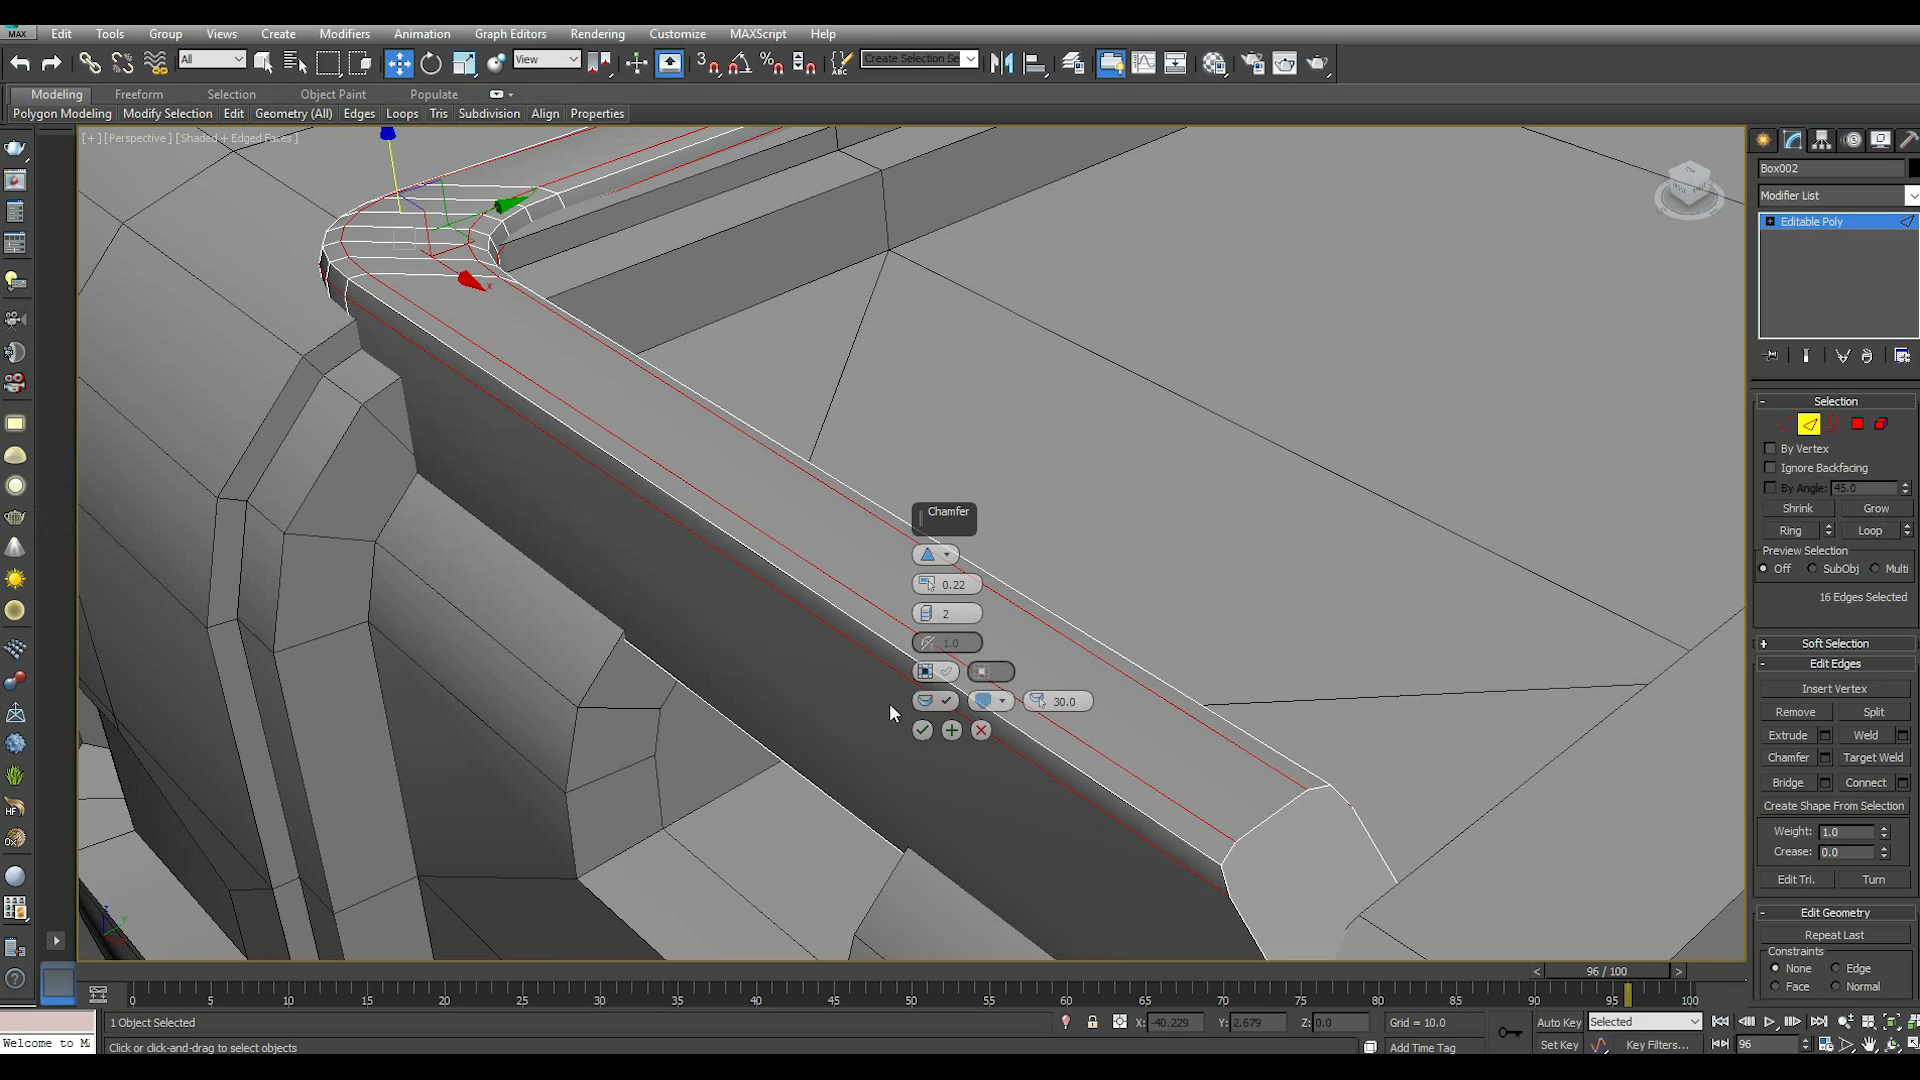 MAX
Edit Tools Group Views Create Modifiers Animation Graph Editors Rendering Customize MAXScript Help
All View Create Selection Se
Modeling Freeform Selection Object Paint Populate
Polygon Modeling Modify Selection Edit Geometry (All) Edges Loops Tris Subdivision Align Properties
[+] [Perspective ] [Shaded + Edged Faces ]
Box002
Modifier List
Editable Poly
x
Selection
By Vertex
Ignore Backfacing
By Angle: 45.0
Shrink Grow
Ring Loop
Preview Selection
Off SubObj Multi
16 Edges Selected
Chamfer
0.22
2
1.0
30.0
Soft Selection
Edit Edges
Insert Vertex
Remove Split
Extrude Weld
Chamfer Target Weld
Bridge Connect
Create Shape From Selection
Weight: 1.0
Crease: 0.0
Edit Tri. Turn
Edit Geometry
Repeat Last
Constraints
None Edge
Face Normal
HF
z
y
96 / 100
0 5 10 15 20 25 30 35 40 45 50 55 60 65 70 75 80 85 90 95 100
1 Object Selected X: -40.229 Y: 2.679 Z: 0.0 Grid = 10.0 Auto Key Selected
Welcome to Click or click-and-drag to select objects Add Time Tag Set Key Key Filters... 96